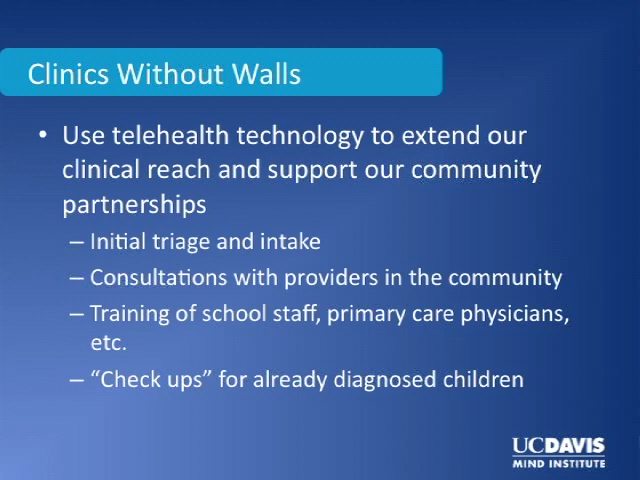 Clinics Without Walls
• Use telehealth technology to extend our
clinical reach and support our community
partnerships
– Initial triage and intake
– Consultations with providers in the community
– Training of school staff, primary care physicians,
etc.
– “Check ups” for already diagnosed children
UCDAVIS
MIND INSTITUTE